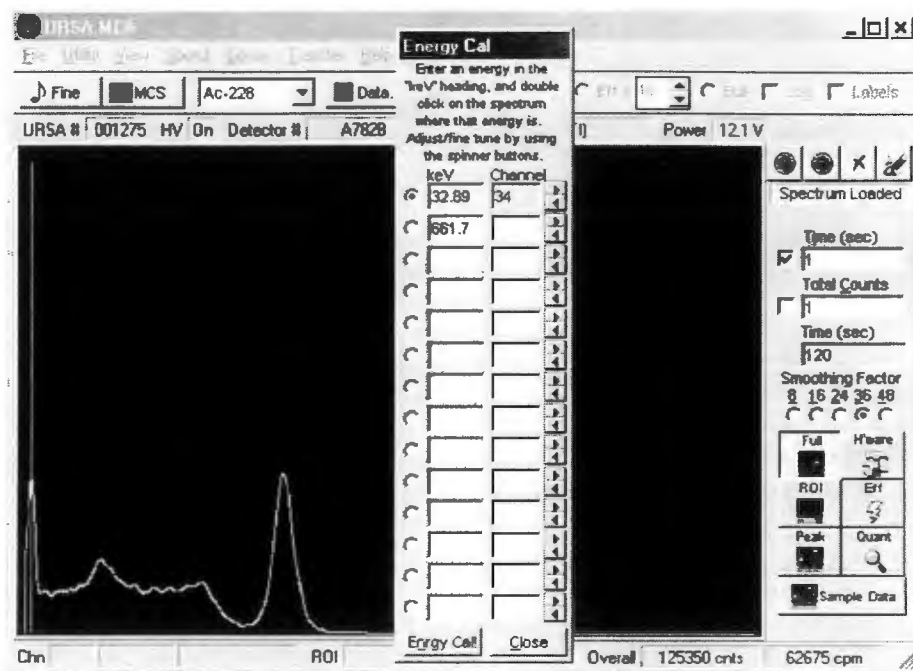 URSA MCA
Energy Cal
Enter an energy in the
"keV" heading, and double
click on the spectrum
where that energy is.
Adjust/fine tune by using
the spinner buttons.
Fine MCS Ac-228 Data. Labels
URSA # 001275 HV On Detector # A7828 Power 12.1 V
keV Channel
32.89 34
661.7
Spectrum Loaded
Time (sec)
1
Total Counts
1
Time (sec)
120
Smoothing Factor
8 16 24 36 48
Full H'ware
ROI Eff
Peak Quant
Sample Data
Enrgy Cal! Close
Chn ROI Overall 125350 cnts 62675 cpm